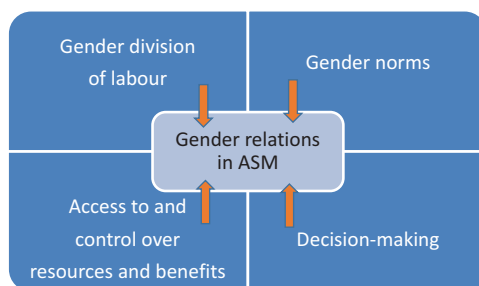 Gender division
of labour
Gender norms
Gender relations
in ASM
Access to and
control over
resources and benefits
Decision-making